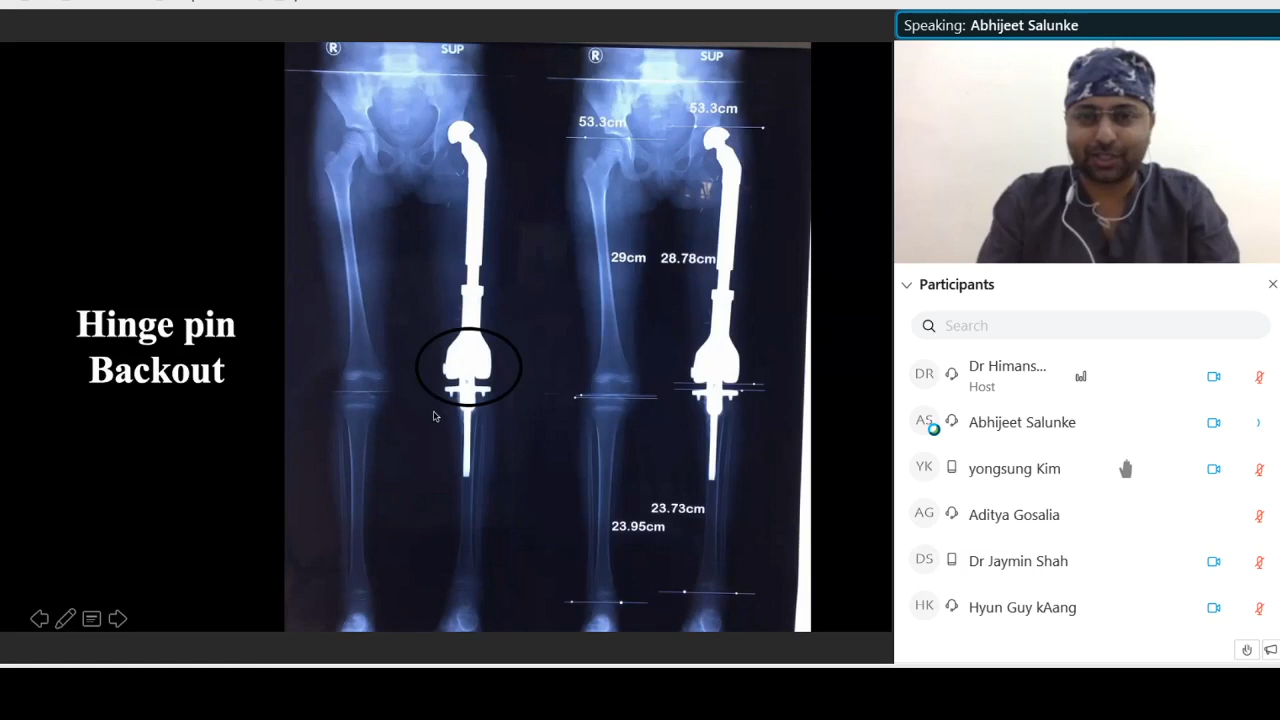 Hinge pin
Backout
R
SUP
R
SUP
53.3cm
53.3cm
29cm
28.78cm
23.73cm
23.95cm
Speaking: Abhijeet Salunke
Participants
Search
DR
Dr Himans...
Host
AS
Abhijeet Salunke
YK
yongsung Kim
AG
Aditya Gosalia
DS
Dr Jaymin Shah
HK
Hyun Guy kAang